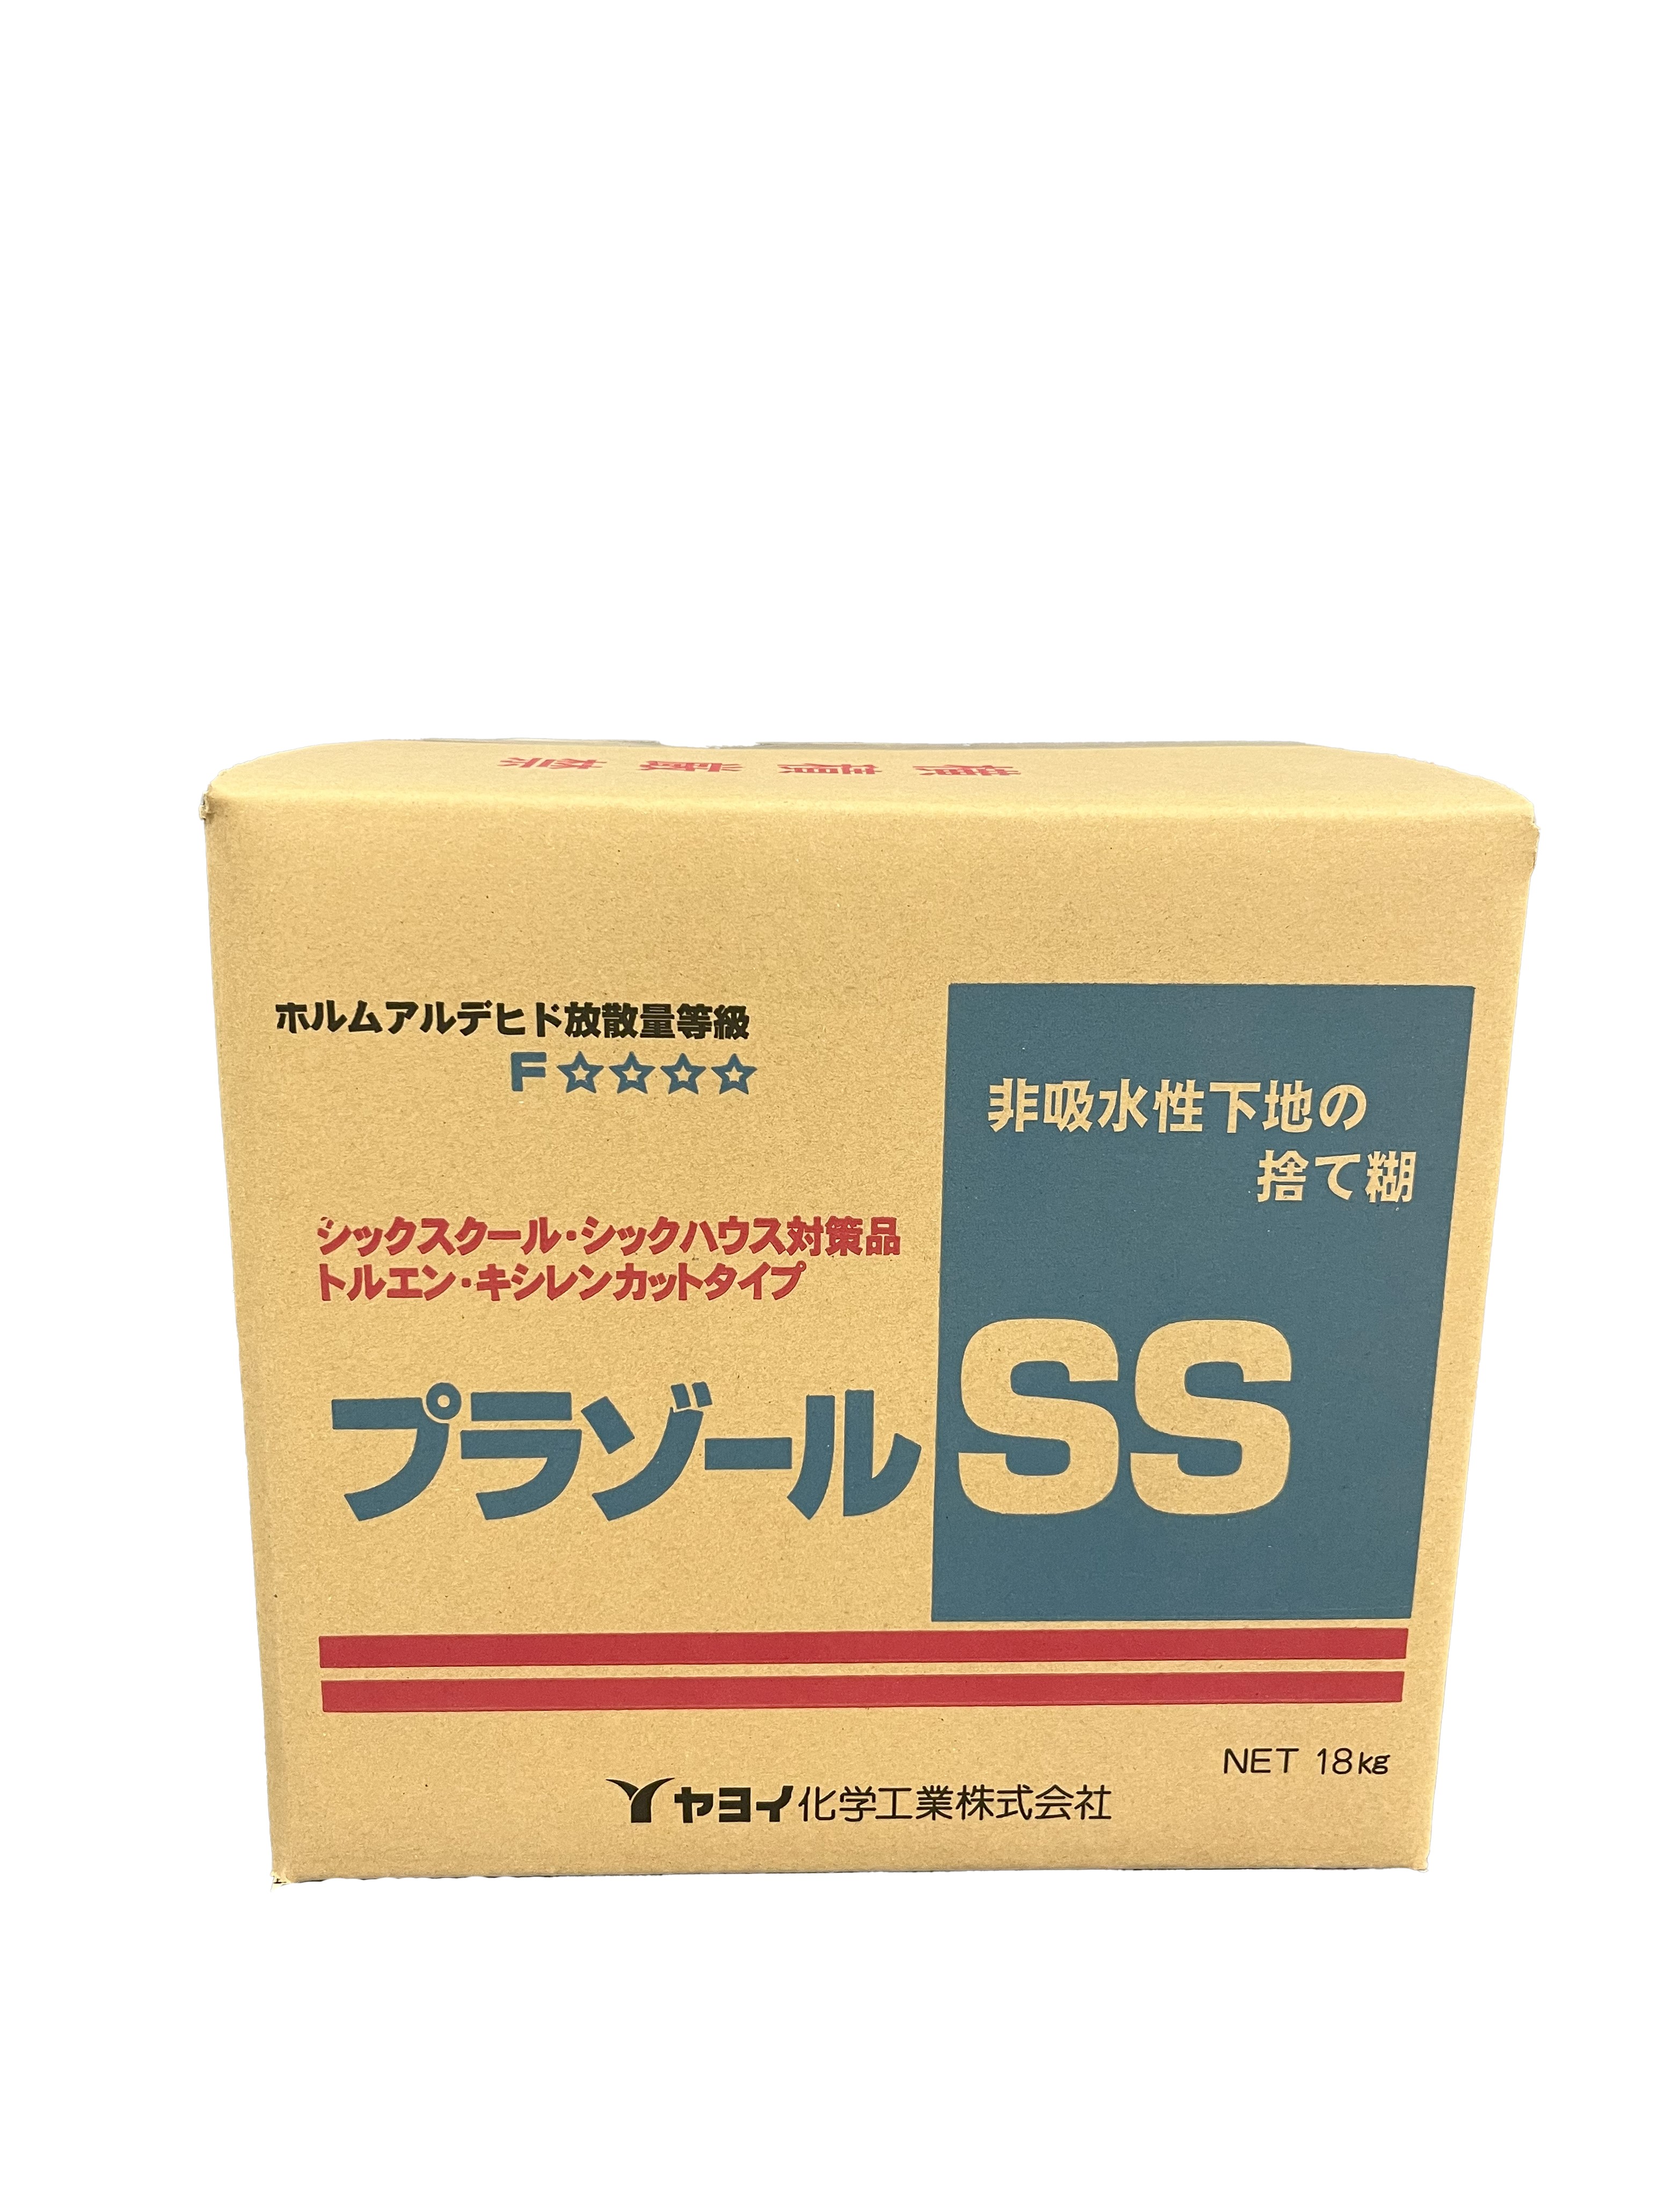 ホルムアルデヒド放散量等級
F☆☆☆☆
非吸水性下地の
捨て糊
シックスクール・シックハウス対策品
トルエン・キシレンカットタイプ
プラゾールSS
NET 18kg
ヤヨイ化学工業株式会社